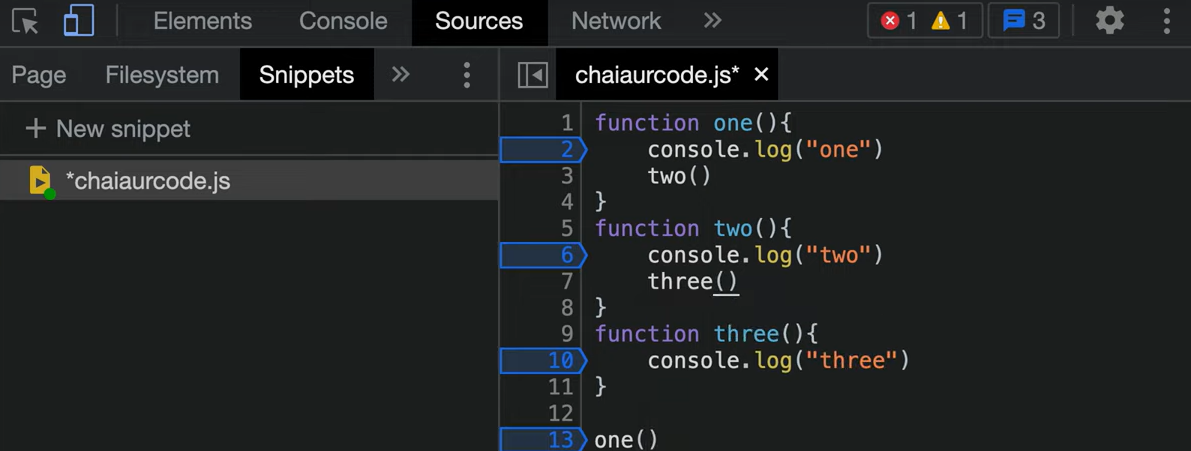 Elements Console Sources Network » 1 1 3
Page Filesystem Snippets » chaiaurcode.js* ×
+ New snippet
*chaiaurcode.js
1 function one(){
2 console.log("one")
3 two()
4 }
5 function two(){
6 console.log("two")
7 three()
8 }
9 function three(){
10 console.log("three")
11 }
12
13 one()